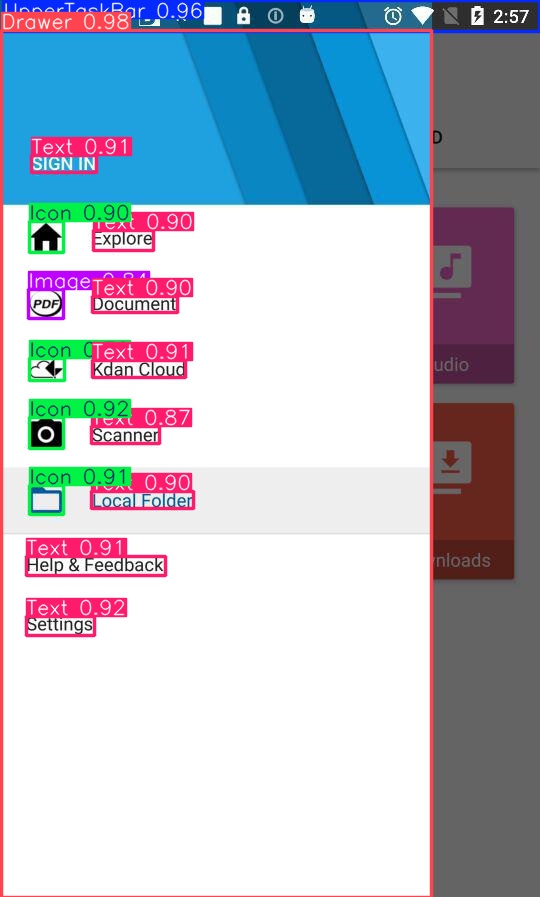 UpperTaskBar 0.96
2:57
Drawer 0.98
D
Text 0.91
SIGN IN
Icon 0.90
Text 0.90
Explore
Image 0.84
Text 0.90
PDF
Document
Icon
Text 0.91
Kdan Cloud
udio
Icon 0.92
Text 0.87
Scanner
Icon 0.91
Text 0.90
Local Folder
Text 0.91
Help & Feedback
nloads
Text 0.92
Settings